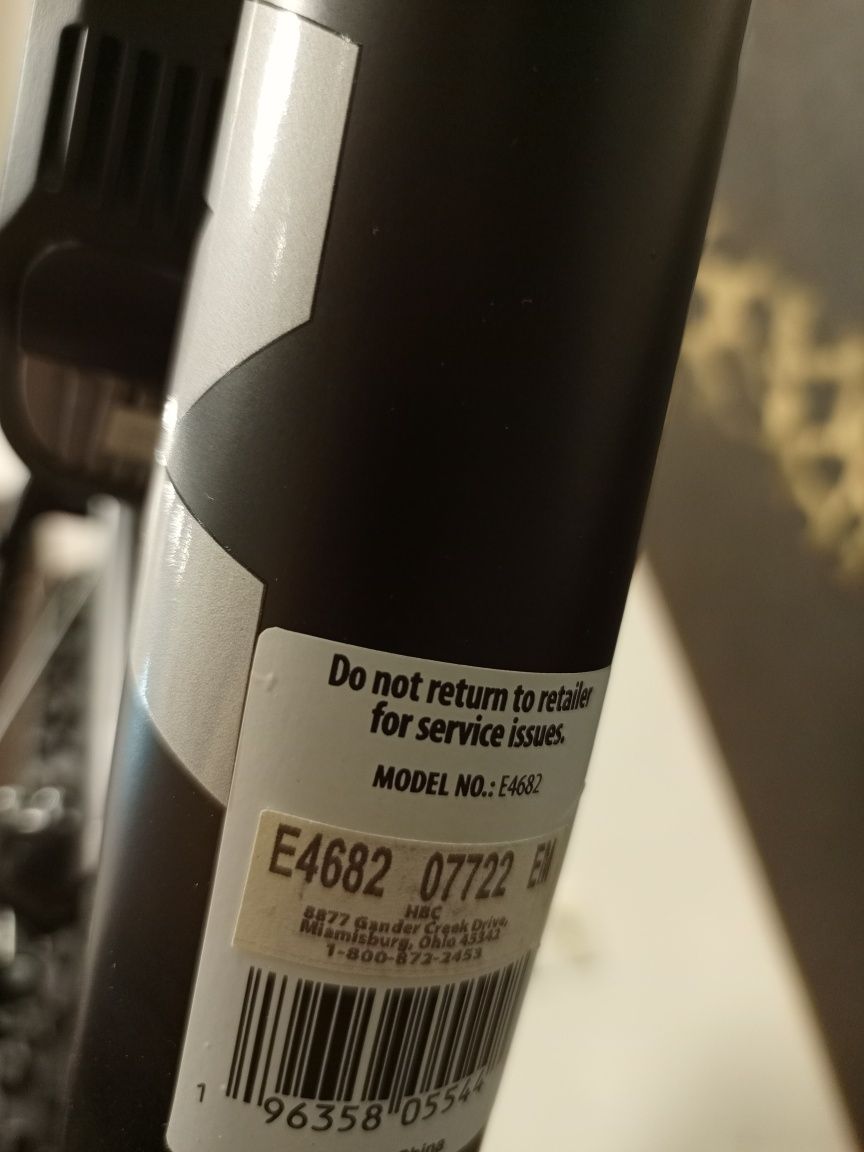 Do not return to retailer
for service issues.
MODEL NO.: E4682
E4682 07722 EM
HBC
8877 Gander Creek Drive,
Miamisburg, Ohio 45342
1-800-872-2453
1 96358 05544
China